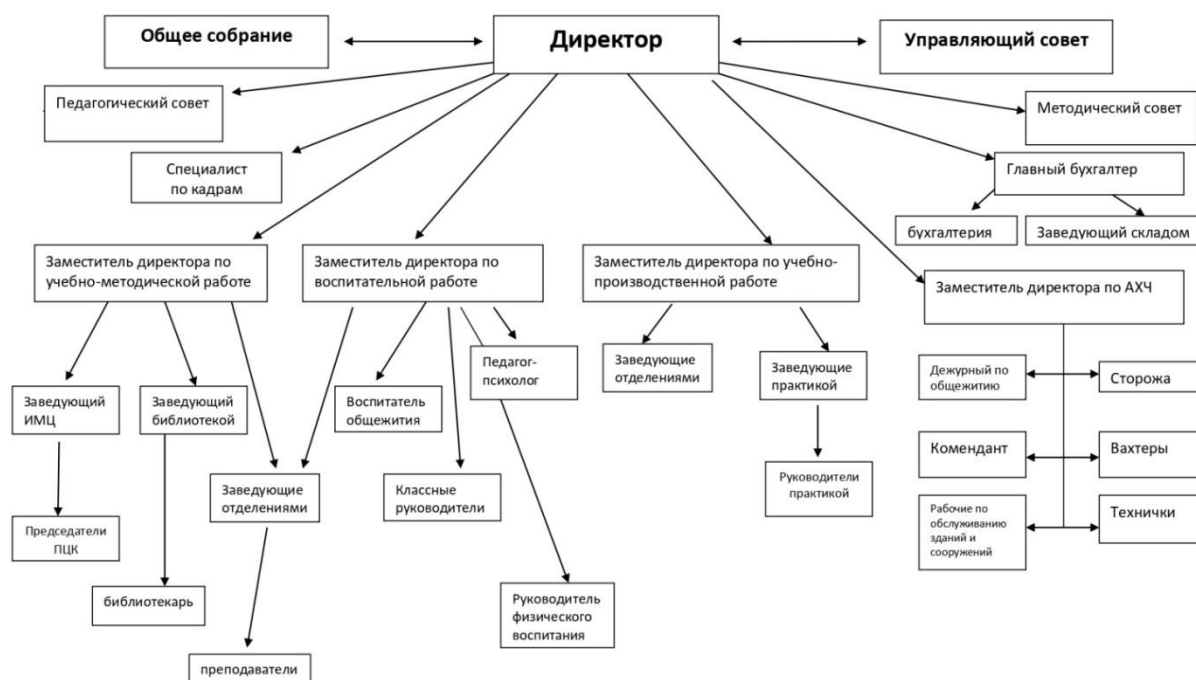 Общее собрание
Директор
Управляющий совет
Педагогический совет
Методический совет
Специалист
по кадрам
Главный бухгалтер
бухгалтерия
Заведующий складом
Заместитель директора по
учебно-методической работе
Заместитель директора по
воспитательной работе
Заместитель директора по учебно-
производственной работе
Заместитель директора по АХЧ
Заведующий
ИМЦ
Заведующий
библиотекой
Воспитатель
общежития
Педагог-
психолог
Заведующие
отделениями
Заведующие
практикой
Дежурный по
общежитию
Сторожа
Комендант
Вахтеры
Рабочие по
обслуживанию
зданий и
сооружений
Технички
Председатели
ПЦК
Заведующие
отделениями
Классные
руководители
Руководители
практикой
библиотекарь
Руководитель
физического
воспитания
преподаватели